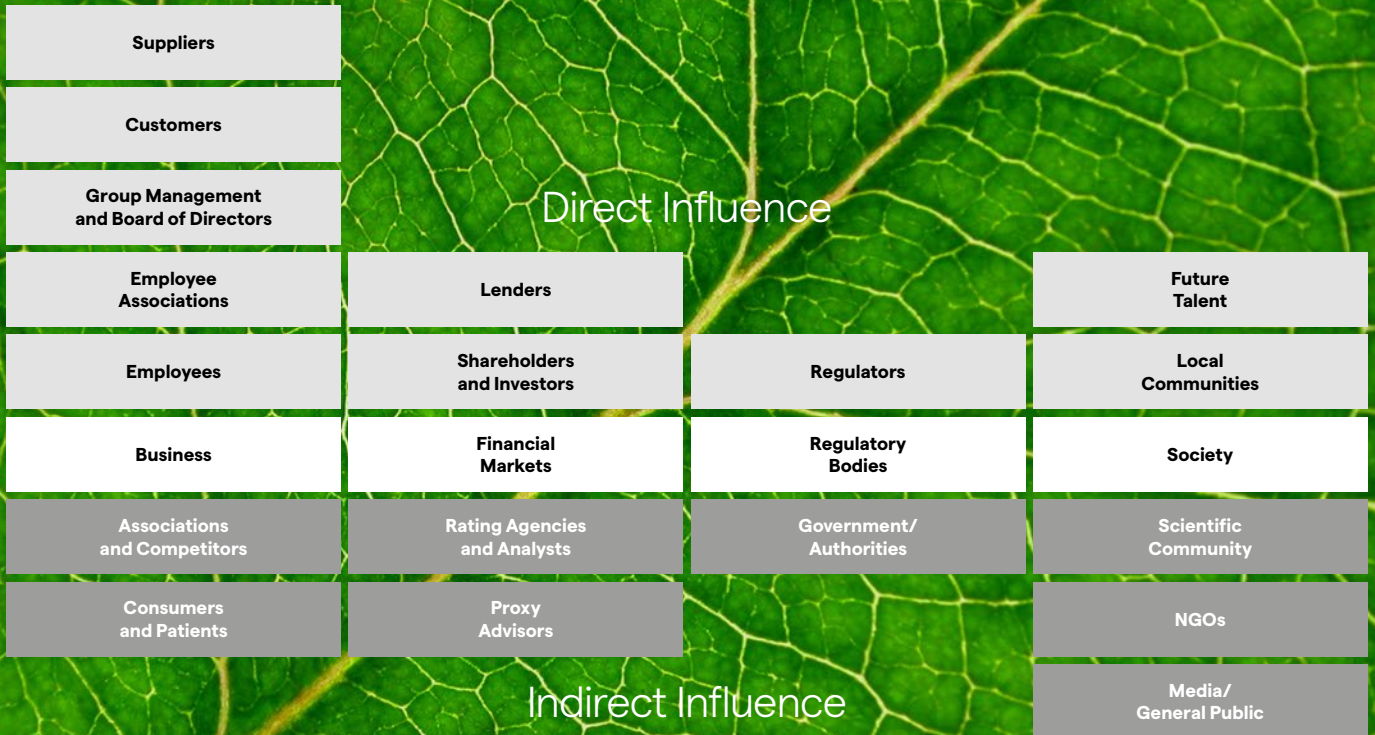 Suppliers
Customers
Group Management
and Board of Directors
Direct Influence
Employee
Associations
Lenders
Future
Talent
Employees
Shareholders
and Investors
Regulators
Local
Communities
Business
Financial
Markets
Regulatory
Bodies
Society
Associations
and Competitors
Rating Agencies
and Analysts
Government/
Authorities
Scientific
Community
Consumers
and Patients
Proxy
Advisors
NGOs
Indirect Influence
Media/
General Public